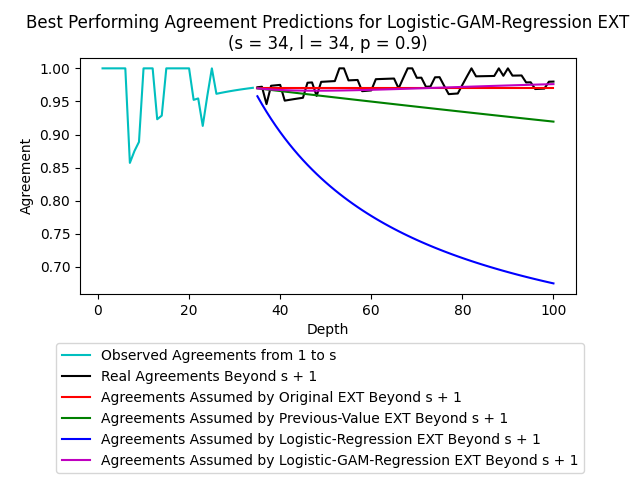 Best Performing Agreement Predictions for Logistic-GAM-Regression EXT
(s = 34, l = 34, p = 0.9)
1.00
0.95
0.90
0.85
0.80
0.75
0.70
Agreement
0 20 40 60 80 100
Depth
Observed Agreements from 1 to s
Real Agreements Beyond s + 1
Agreements Assumed by Original EXT Beyond s + 1
Agreements Assumed by Previous-Value EXT Beyond s + 1
Agreements Assumed by Logistic-Regression EXT Beyond s + 1
Agreements Assumed by Logistic-GAM-Regression EXT Beyond s + 1